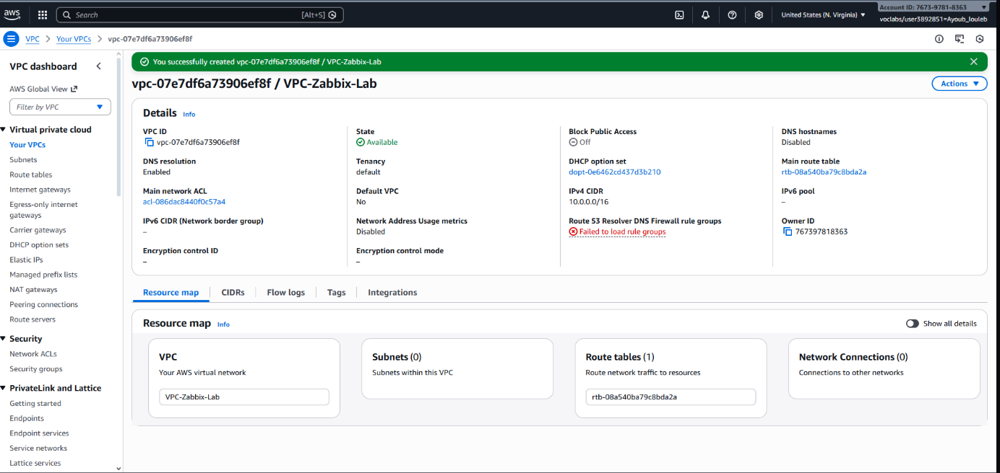 aws
Search
[Alt+S]
United States (N. Virginia)
Account ID: 7673-9781-8363
voclabs/user3892851=Ayoub_louleb
VPC
Your VPCs
vpc-07e7df6a73906ef8f
VPC dashboard
AWS Global View
Filter by VPC
Virtual private cloud
Your VPCs
Subnets
Route tables
Internet gateways
Egress-only internet
gateways
Carrier gateways
DHCP option sets
Elastic IPs
Managed prefix lists
NAT gateways
Peering connections
Route servers
Security
Network ACLs
Security groups
PrivateLink and Lattice
Getting started
Endpoints
Endpoint services
Service networks
Lattice services
You successfully created vpc-07e7df6a73906ef8f / VPC-Zabbix-Lab
vpc-07e7df6a73906ef8f / VPC-Zabbix-Lab
Actions
Details Info
VPC ID
vpc-07e7df6a73906ef8f
State
Available
Block Public Access
Off
DNS hostnames
Disabled
DNS resolution
Enabled
Tenancy
default
DHCP option set
dopt-0e6462cd437d3b210
Main route table
rtb-08a540ba79c8bda2a
Main network ACL
acl-086dac8440f0c57a4
Default VPC
No
IPv4 CIDR
10.0.0.0/16
IPv6 pool
–
IPv6 CIDR (Network border group)
–
Network Address Usage metrics
Disabled
Route 53 Resolver DNS Firewall rule groups
Failed to load rule groups
Owner ID
767397818363
Encryption control ID
–
Encryption control mode
–
Resource map
CIDRs
Flow logs
Tags
Integrations
Resource map Info
Show all details
VPC
Your AWS virtual network
VPC-Zabbix-Lab
Subnets (0)
Subnets within this VPC
Route tables (1)
Route network traffic to resources
rtb-08a540ba79c8bda2a
Network Connections (0)
Connections to other networks